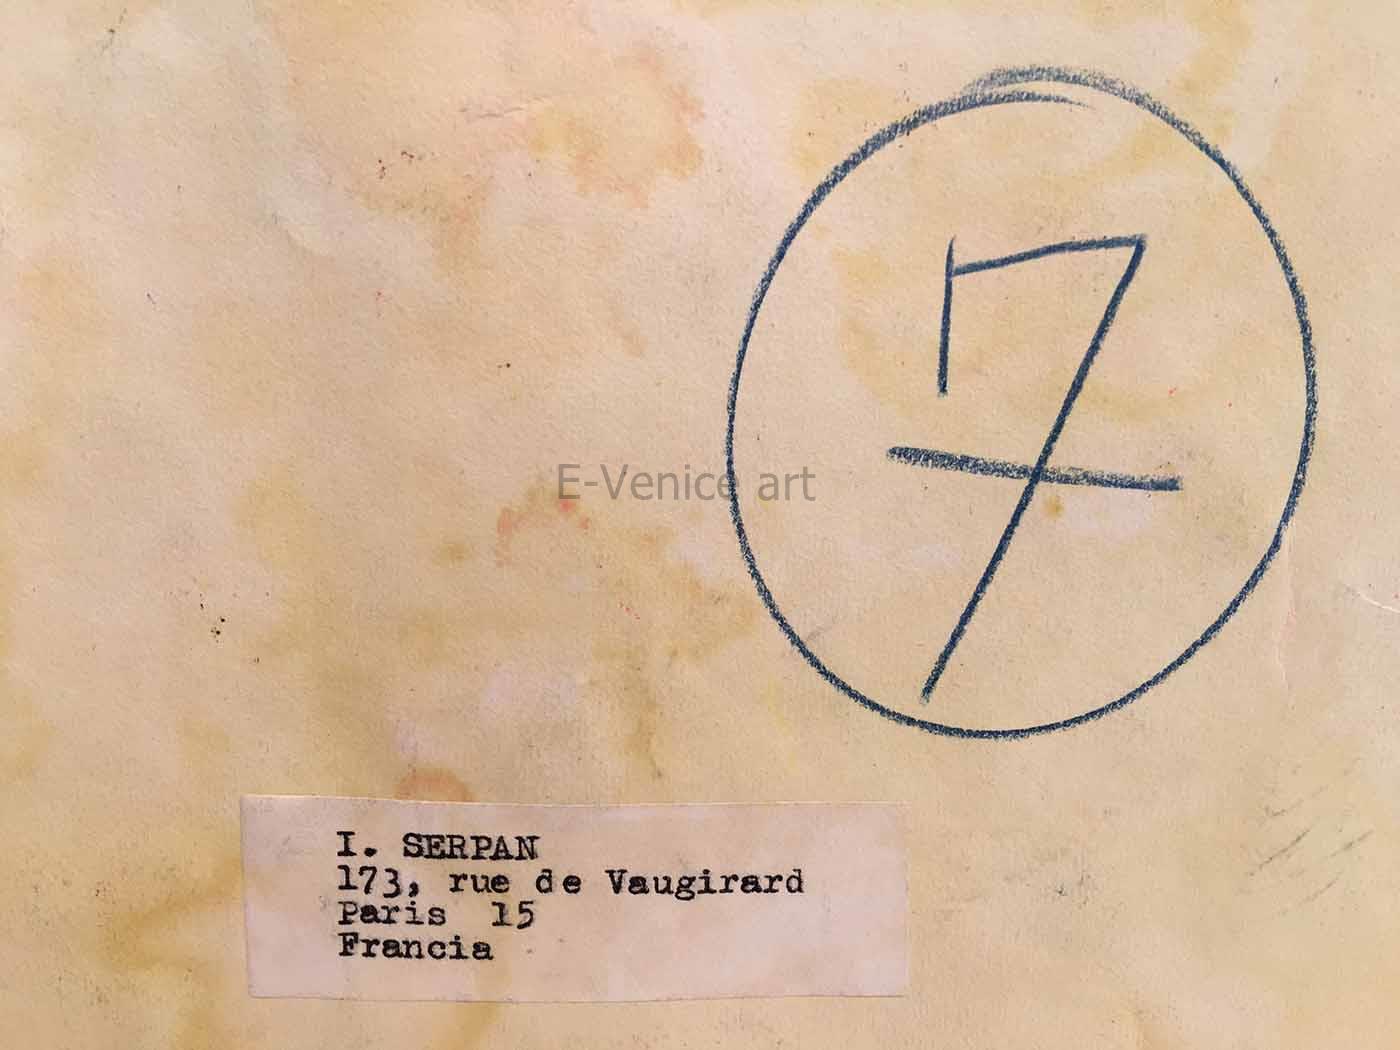 7
E-Venice art
I. SERPAN
173, rue de Vaugirard
Paris 15
Francia